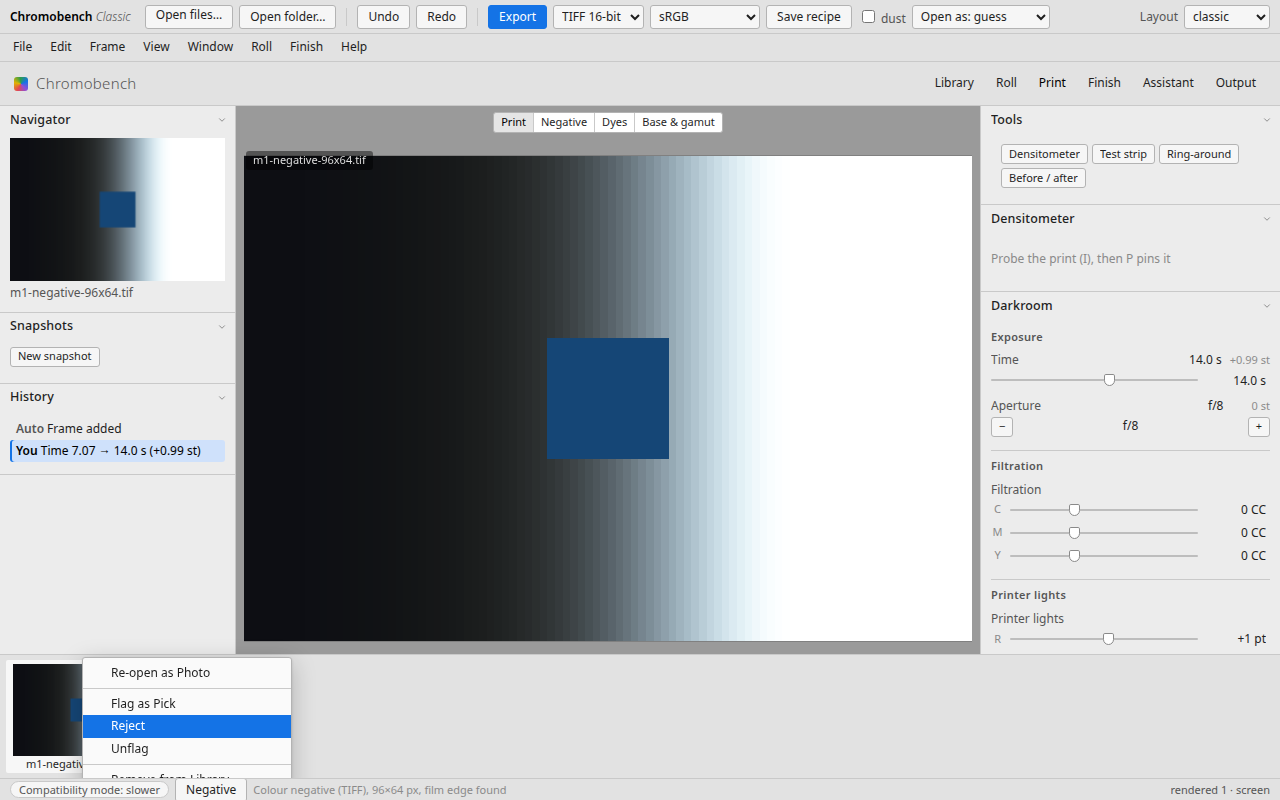 Chromobench Classic Open files... Open folder... Undo Redo Export TIFF 16-bit sRGB Save recipe dust Open as: guess Layout classic
File Edit Frame View Window Roll Finish Help
Chromobench Library Roll Print Finish Assistant Output
Navigator
m1-negative-96x64.tif
Snapshots
New snapshot
History
Auto Frame added
You Time 7.07 → 14.0 s (+0.99 st)
Print Negative Dyes Base & gamut
m1-negative-96x64.tif
Tools
Densitometer Test strip Ring-around
Before / after
Densitometer
Probe the print (I), then P pins it
Darkroom
Exposure
Time 14.0 s +0.99 st
14.0 s
Aperture f/8 0 st
− f/8 +
Filtration
Filtration
C 0 CC
M 0 CC
Y 0 CC
Printer lights
Printer lights
R +1 pt
m1-negativ
Re-open as Photo
Flag as Pick
Reject
Unflag
Remove from Library
Compatibility mode: slower Negative Colour negative (TIFF), 96×64 px, film edge found rendered 1 · screen